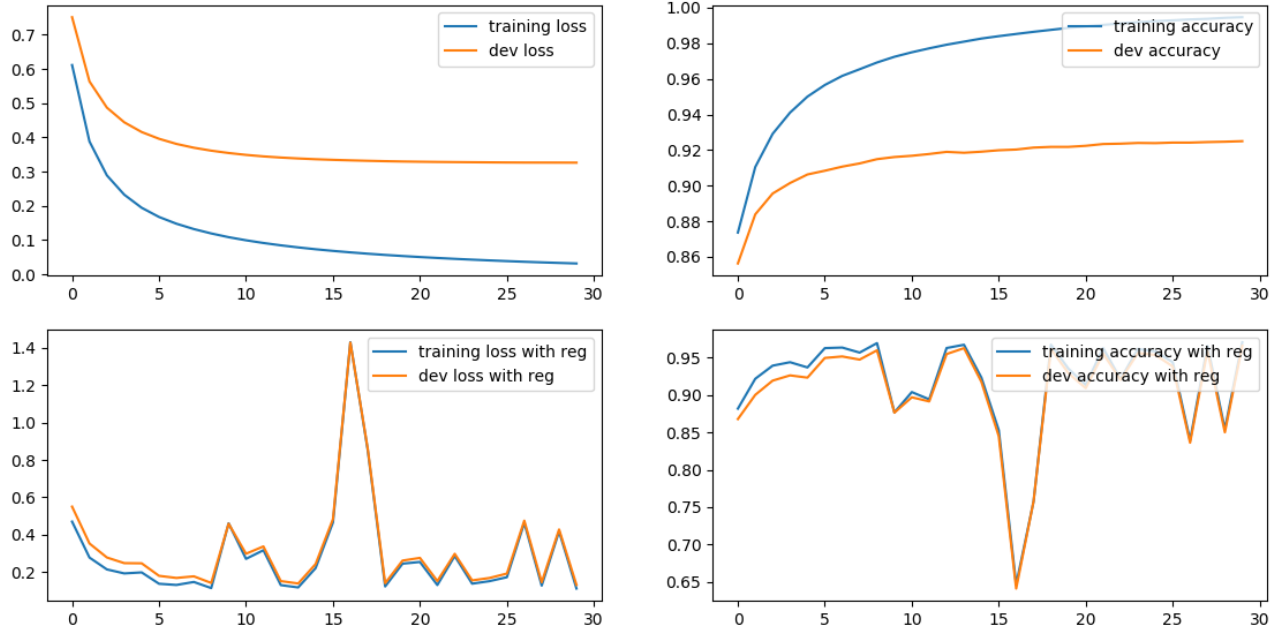 0.7
0.6
0.5
0.4
0.3
0.2
0.1
0.0
training loss
dev loss
0 5 10 15 20 25 30
1.00
0.98
0.96
0.94
0.92
0.90
0.88
0.86
training accuracy
dev accuracy
0 5 10 15 20 25 30
1.4
1.2
1.0
0.8
0.6
0.4
0.2
training loss with reg
dev loss with reg
0 5 10 15 20 25 30
0.95
0.90
0.85
0.80
0.75
0.70
0.65
training accuracy with reg
dev accuracy with reg
0 5 10 15 20 25 30